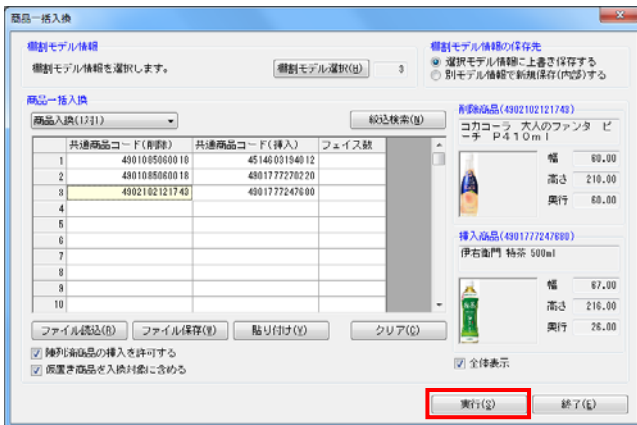 商品一括入換
棚割モデル情報
棚割モデル情報を選択します。
棚割モデル選択(H)
3
棚割モデル情報の保存先
選択モデル情報に上書き保存する
別モデル情報で新規保存(内部)する
商品一括入換
商品入換(1対1)
絞込検索(N)
共通商品コード(削除) 共通商品コード(挿入) フェイス数
1 4901085060018 4514603194012
2 4901085060018 4901777270220
3 4902102121743 4901777247680
4
5
6
7
8
9
10
ファイル読込(R)
ファイル保存(W)
貼り付け(V)
クリア(C)
陳列済商品の挿入を許可する
仮置き商品を入換対象に含める
削除商品(4902102121743)
コカコーラ 大人のファンタ ピ
ーチ P410ml
幅 60.00
高さ 210.00
奥行 60.00
挿入商品(4901777247680)
伊右衛門 特茶 500ml
幅 67.00
高さ 216.00
奥行 26.00
全体表示
実行(S)
終了(E)